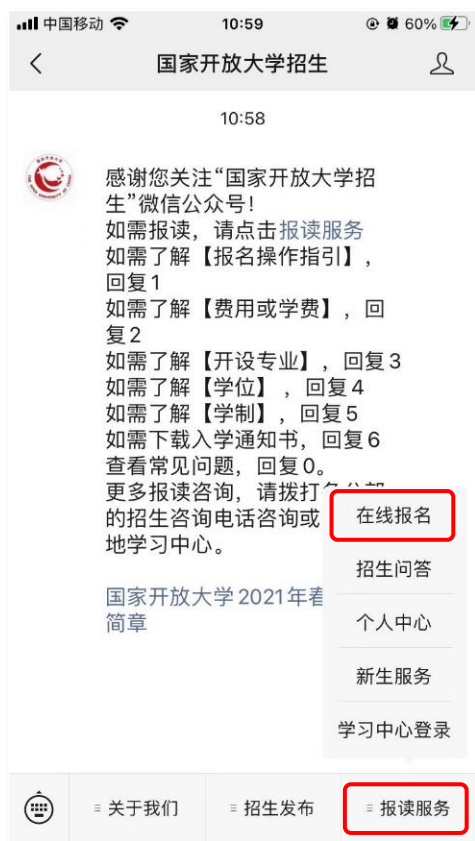 中国移动 10:59 60%
国家开放大学招生
10:58
感谢您关注“国家开放大学招
生”微信公众号!
如需报读，请点击报读服务
如需了解【报名操作指引】，
回复1
如需了解【费用或学费】，回
复2
如需了解【开设专业】，回复3
如需了解【学位】，回复4
如需了解【学制】，回复5
如需下载入学通知书，回复6
查看常见问题，回复0。
更多报读咨询，请拨打
的招生咨询电话咨询或
地学习中心。
国家开放大学2021年春
简章
在线报名
招生问答
个人中心
新生服务
学习中心登录
关于我们
招生发布
报读服务